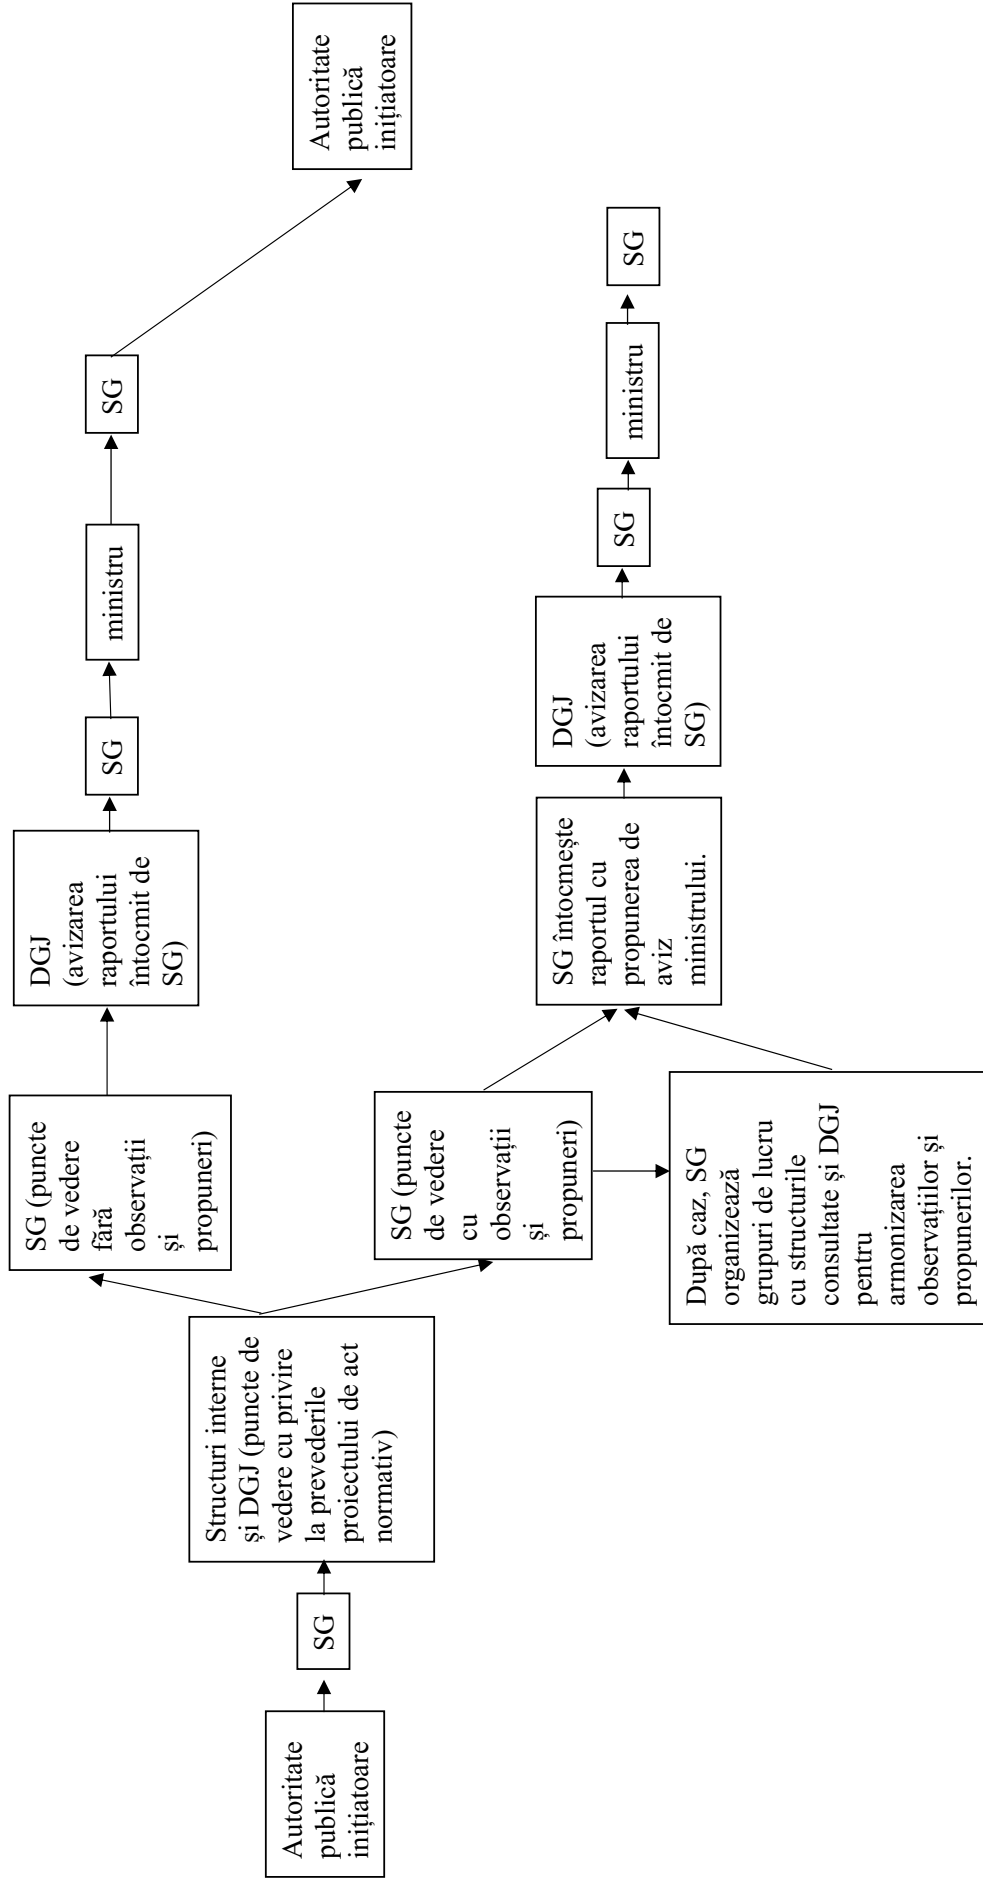 Autoritate
publică
inițiatoare
SG
Structuri interne
și DGJ (puncte de
vedere cu privire
la prevederile
proiectului de act
normativ)
SG (puncte
de vedere
fără
observații
și
propuneri)
DGJ
(avizarea
raportului
întocmit de
SG)
SG
ministru
SG
Autoritate
publică
inițiatoare
SG (puncte
de vedere
cu
observații
și
propuneri)
După caz, SG
organizează
grupuri de lucru
cu structurile
consultate și DGJ
pentru
armonizarea
observațiilor și
propunerilor.
SG întocmește
raportul cu
propunerea de
aviz
ministrului.
DGJ
(avizarea
raportului
întocmit de
SG)
SG
ministru
SG